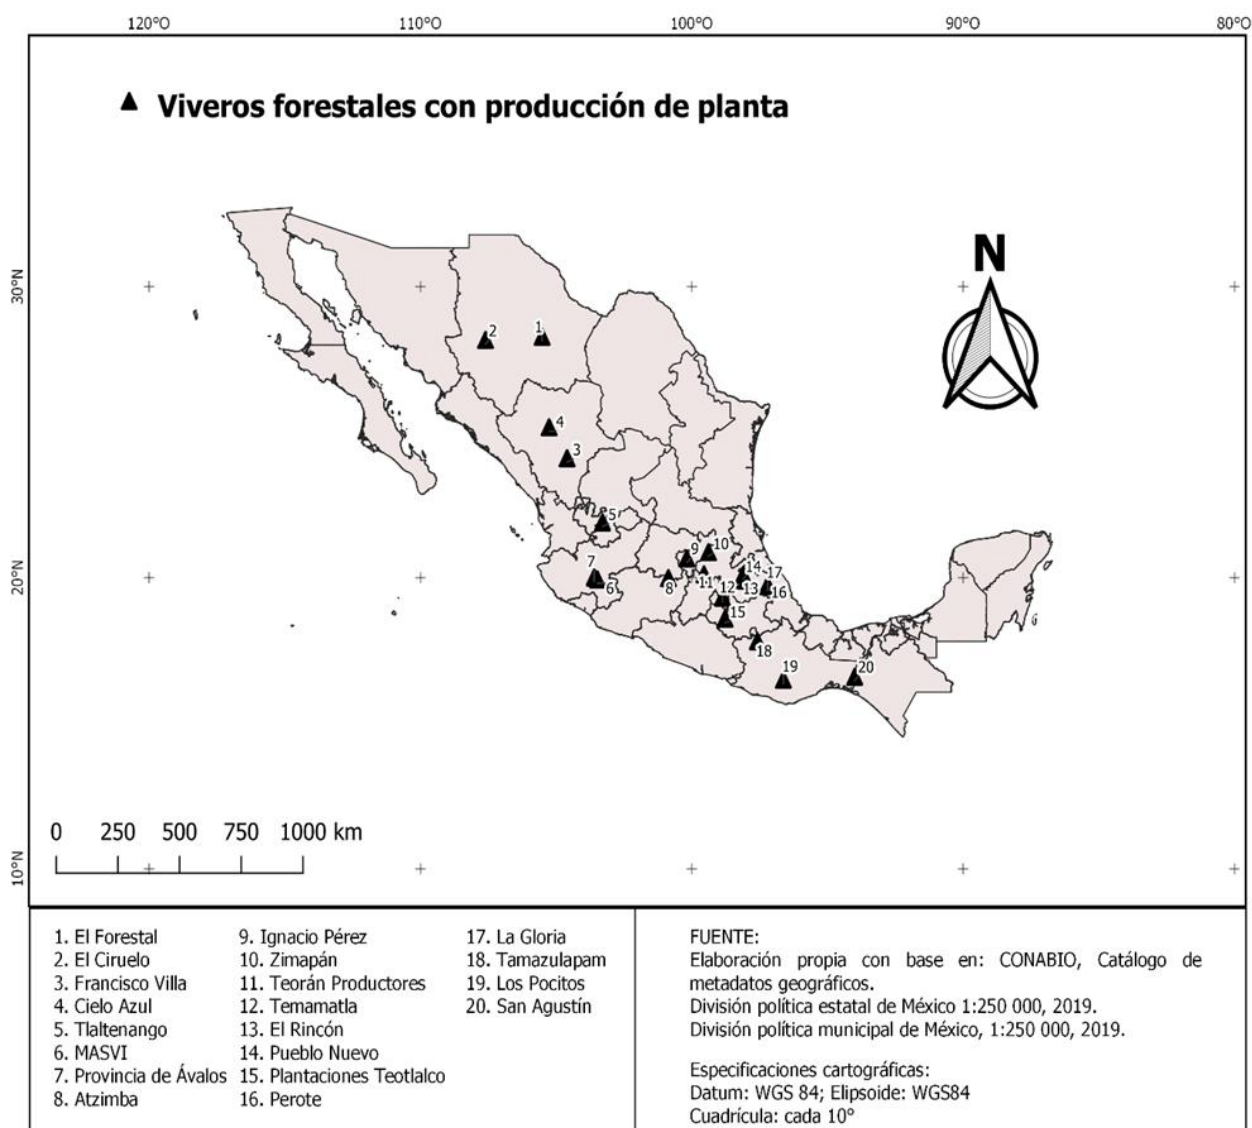 120°O 110°O 100°O 90°O 80°O
Viveros forestales con producción de planta
N
30°N
20°N
10°N
2
1
4
3
5
9
10
7
6
8
11
12
14
13
17
16
15
18
19
20
0 250 500 750 1000 km
1. El Forestal
2. El Ciruelo
3. Francisco Villa
4. Cielo Azul
5. Tlaltenango
6. MASVI
7. Provincia de Ávalos
8. Atzimba
9. Ignacio Pérez
10. Zimapán
11. Teorán Productores
12. Temamatla
13. El Rincón
14. Pueblo Nuevo
15. Plantaciones Teotlalco
16. Perote
17. La Gloria
18. Tamazulapam
19. Los Pocitos
20. San Agustín
FUENTE:
Elaboración propia con base en: CONABIO, Catálogo de
metadatos geográficos.
División política estatal de México 1:250 000, 2019.
División política municipal de México, 1:250 000, 2019.
Especificaciones cartográficas:
Datum: WGS 84; Elipsoide: WGS84
Cuadrícula: cada 10°